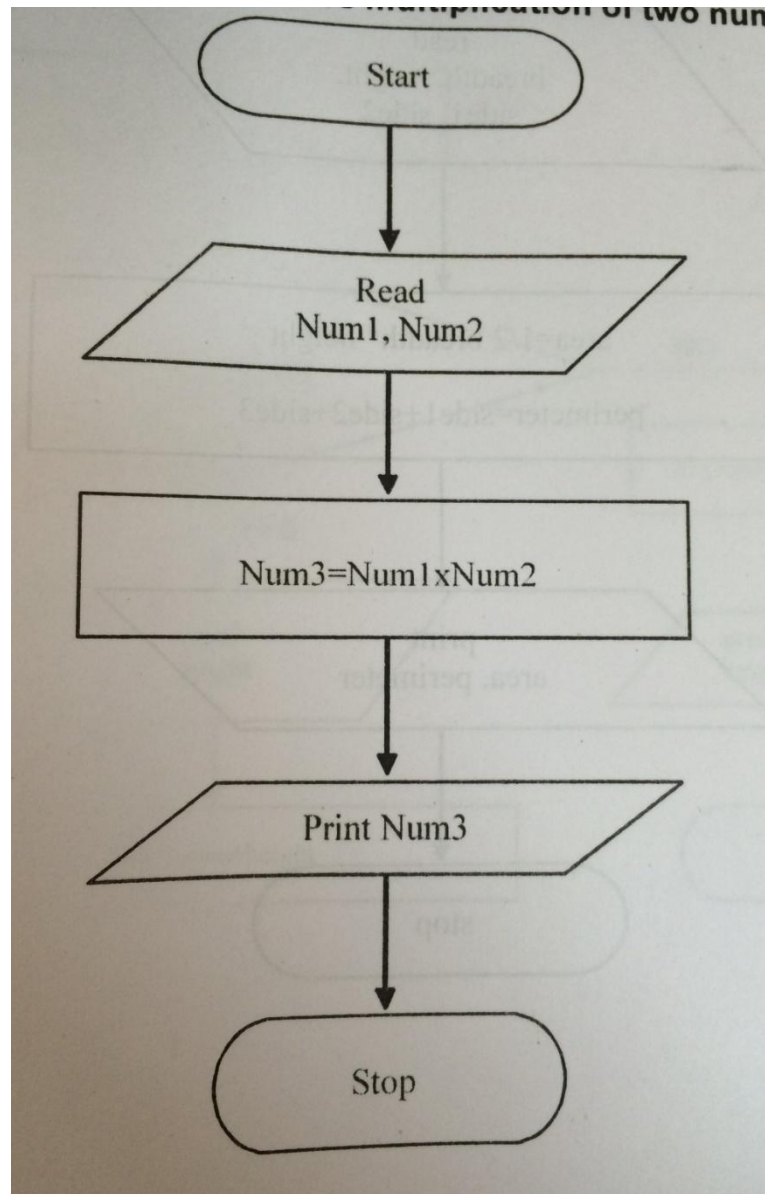 multiplication of two num
Start
Read
Num1, Num2
Num3=Num1xNum2
Print Num3
Stop